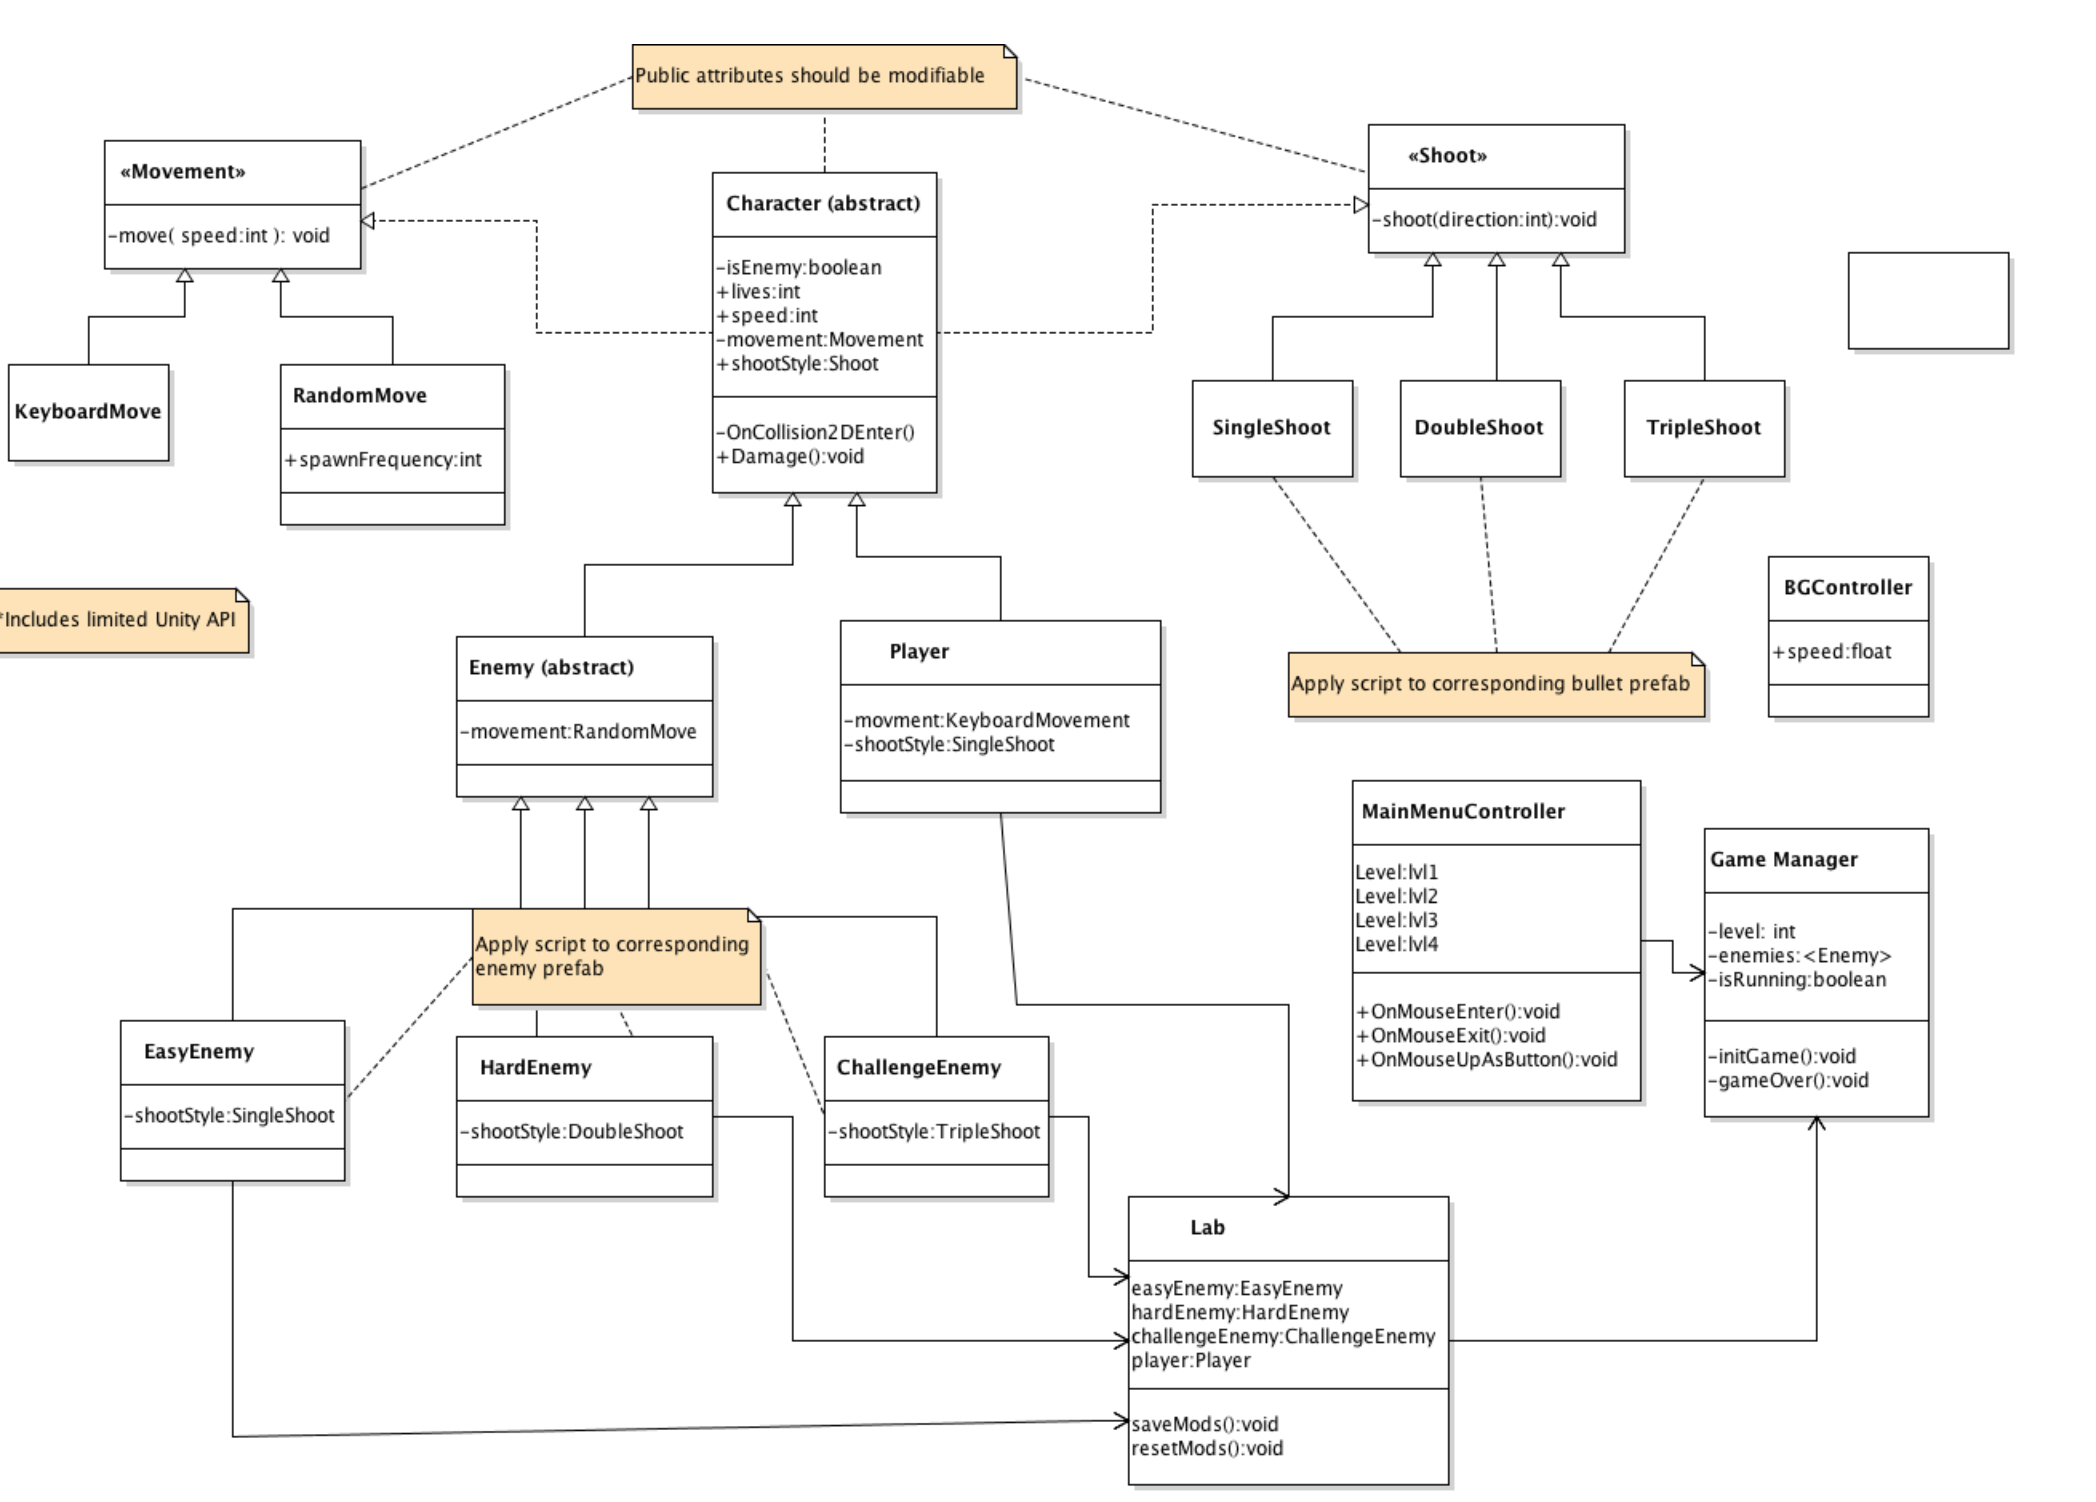 Public attributes should be modifiable
«Movement»
-move( speed:int ): void
Character (abstract)
-isEnemy:boolean
+lives:int
+speed:int
-movement:Movement
+shootStyle:Shoot
-OnCollision2DEnter()
+Damage():void
«Shoot»
-shoot(direction:int):void
KeyboardMove
RandomMove
+spawnFrequency:int
SingleShoot
DoubleShoot
TripleShoot
*Includes limited Unity API
Enemy (abstract)
-movement:RandomMove
Player
-movment:KeyboardMovement
-shootStyle:SingleShoot
Apply script to corresponding bullet prefab
BGController
+speed:float
MainMenuController
Level:lvl1
Level:lvl2
Level:lvl3
Level:lvl4
+OnMouseEnter():void
+OnMouseExit():void
+OnMouseUpAsButton():void
Game Manager
-level: int
-enemies:<Enemy>
-isRunning:boolean
-initGame():void
-gameOver():void
Apply script to corresponding
enemy prefab
EasyEnemy
-shootStyle:SingleShoot
HardEnemy
-shootStyle:DoubleShoot
ChallengeEnemy
-shootStyle:TripleShoot
Lab
easyEnemy:EasyEnemy
hardEnemy:HardEnemy
challengeEnemy:ChallengeEnemy
player:Player
saveMods():void
resetMods():void